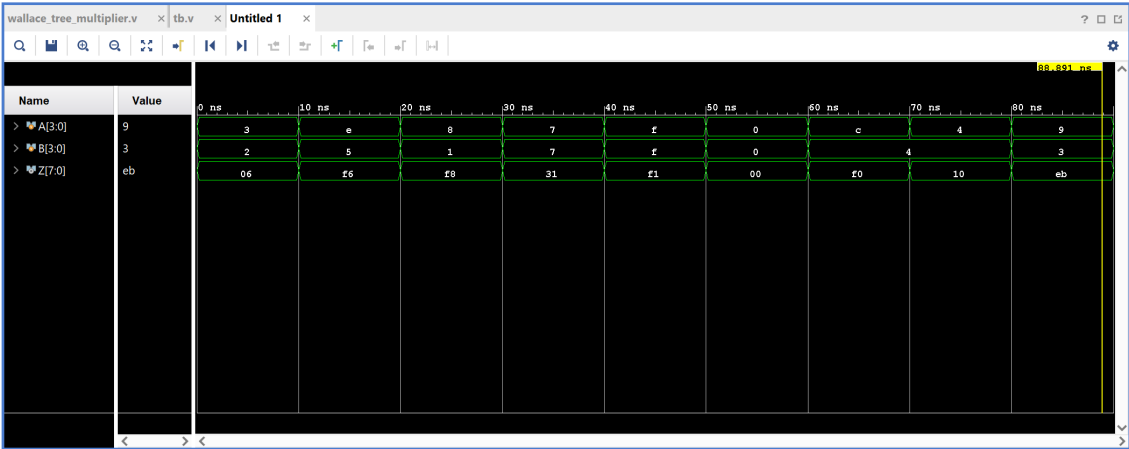 wallace_tree_multiplier.v × tb.v × Untitled 1 ×
88.891 ns
Name Value
0 ns 10 ns 20 ns 30 ns 40 ns 50 ns 60 ns 70 ns 80 ns
A[3:0] 9 3 e 8 7 f 0 c 4 9
B[3:0] 3 2 5 1 7 f 0 4 3
Z[7:0] eb 06 f6 f8 31 f1 00 f0 10 eb